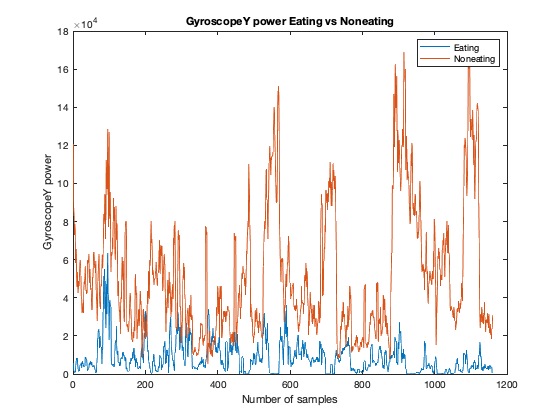 GyroscopeY power Eating vs Noneating
×10⁴
18
16
14
12
10
8
6
4
2
0
GyroscopeY power
Eating
Noneating
0 200 400 600 800 1000 1200
Number of samples